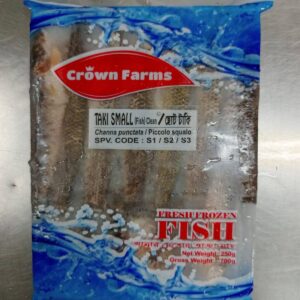 Crown Farms
TAKI SMALL (Fish) Clean / ছোট টাকি
Channa punctata / Piccolo squalo
SPV. CODE : S1 / S2 / S3
FRESH FROZEN
FISH
Net Weight: 250g
Gross Weight: 700g